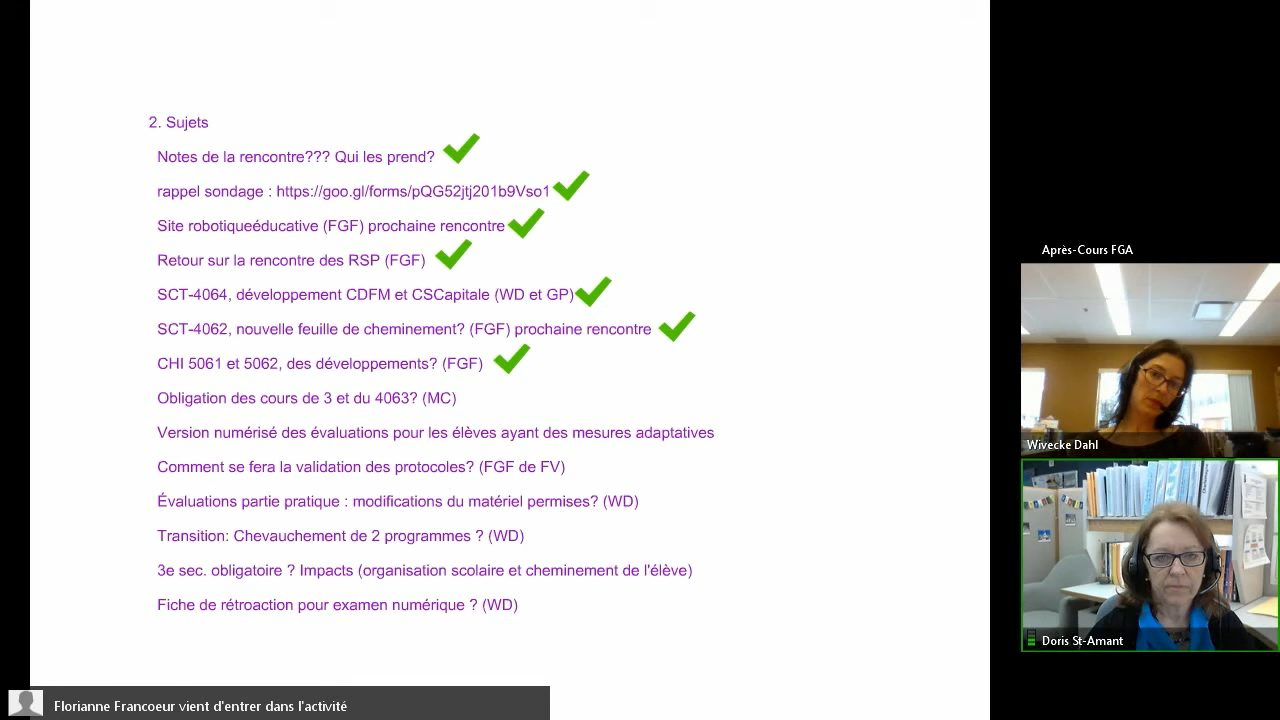 2. Sujets
Notes de la rencontre??? Qui les prend?
rappel sondage : https://goo.gl/forms/pQG52jtj201b9Vso1
Site robotiqueéducative (FGF) prochaine rencontre
Retour sur la rencontre des RSP (FGF)
SCT-4064, développement CDFM et CSCapitale (WD et GP)
SCT-4062, nouvelle feuille de cheminement? (FGF) prochaine rencontre
CHI 5061 et 5062, des développements? (FGF)
Obligation des cours de 3 et du 4063? (MC)
Version numérisé des évaluations pour les élèves ayant des mesures adaptatives
Comment se fera la validation des protocoles? (FGF de FV)
Évaluations partie pratique : modifications du matériel permises? (WD)
Transition: Chevauchement de 2 programmes ? (WD)
3e sec. obligatoire ? Impacts (organisation scolaire et cheminement de l'élève)
Fiche de rétroaction pour examen numérique ? (WD)
Après-Cours FGA
Wivecke Dahl
Doris St-Amant
Florianne Francoeur vient d'entrer dans l'activité